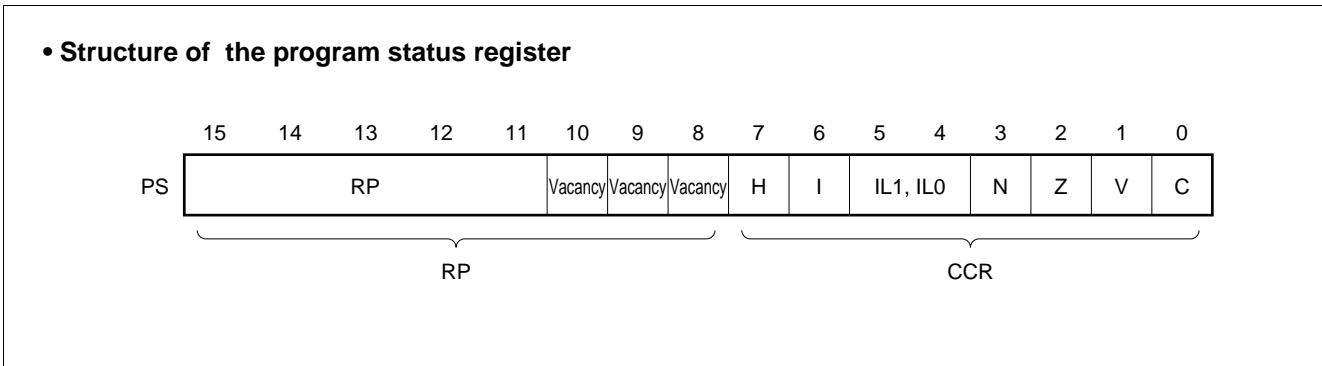 • Structure of  the program status register
15 14 13 12 11 10 9 8 7 6 5 4 3 2 1 0
PS RP Vacancy Vacancy Vacancy H I IL1, IL0 N Z V C
RP CCR